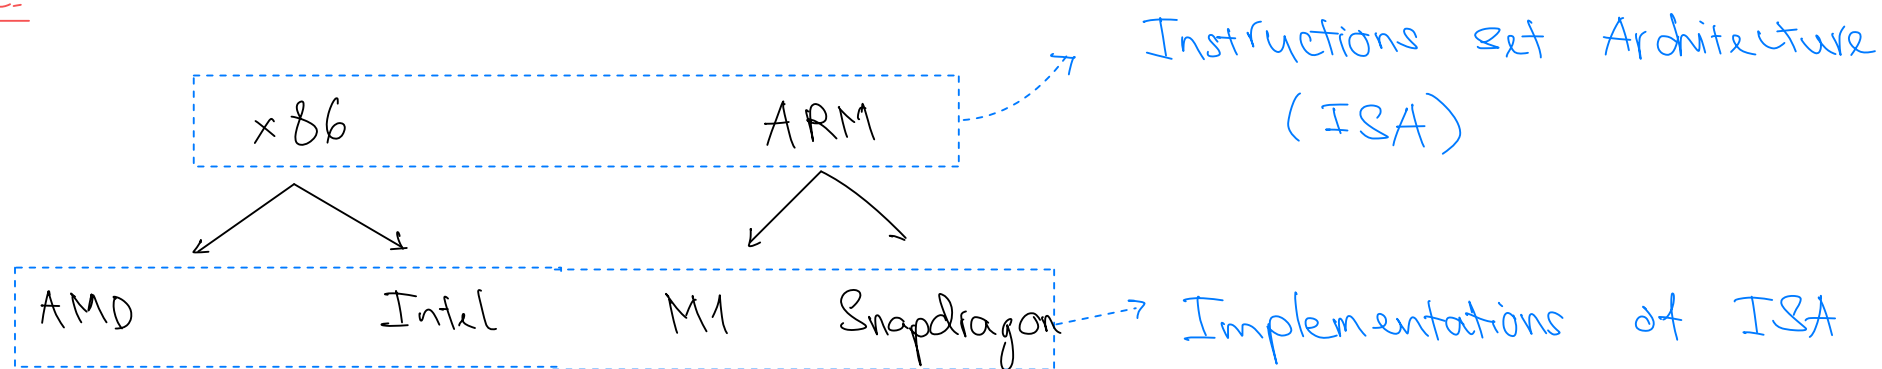 Instructions set Architecture
(ISA)
x86 ARM
AMD Intel M1 Snapdragon
Implementations of ISA